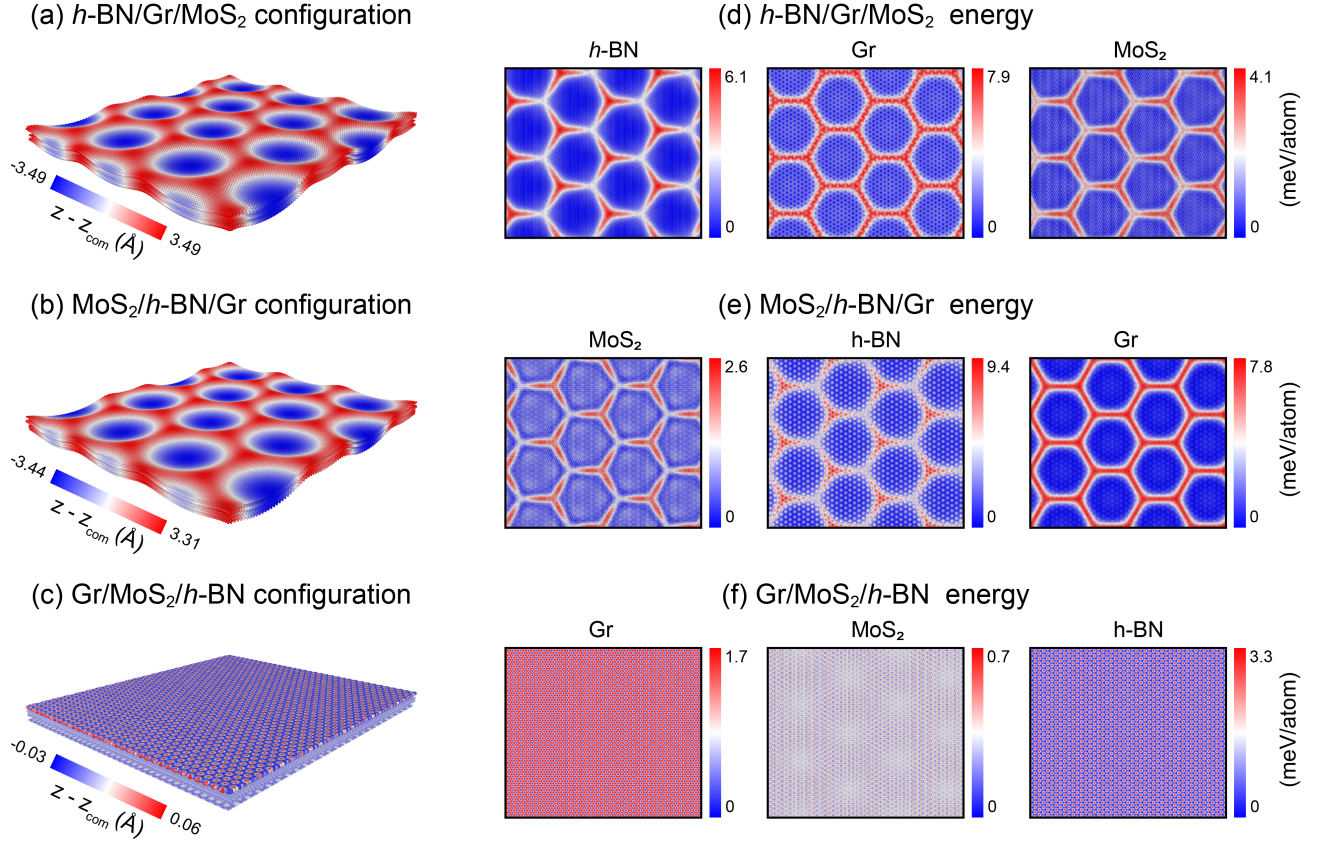 (a) h-BN/Gr/MoS₂ configuration
-3.49
z - z_com (Å)
3.49
(d) h-BN/Gr/MoS₂ energy
h-BN
6.1
0
Gr
7.9
0
MoS₂
4.1
0
(meV/atom)
(b) MoS₂/h-BN/Gr configuration
-3.44
z - z_com (Å)
3.31
(e) MoS₂/h-BN/Gr energy
MoS₂
2.6
0
h-BN
9.4
0
Gr
7.8
0
(meV/atom)
(c) Gr/MoS₂/h-BN configuration
-0.03
z - z_com (Å)
0.06
(f) Gr/MoS₂/h-BN energy
Gr
1.7
0
MoS₂
0.7
0
h-BN
3.3
0
(meV/atom)